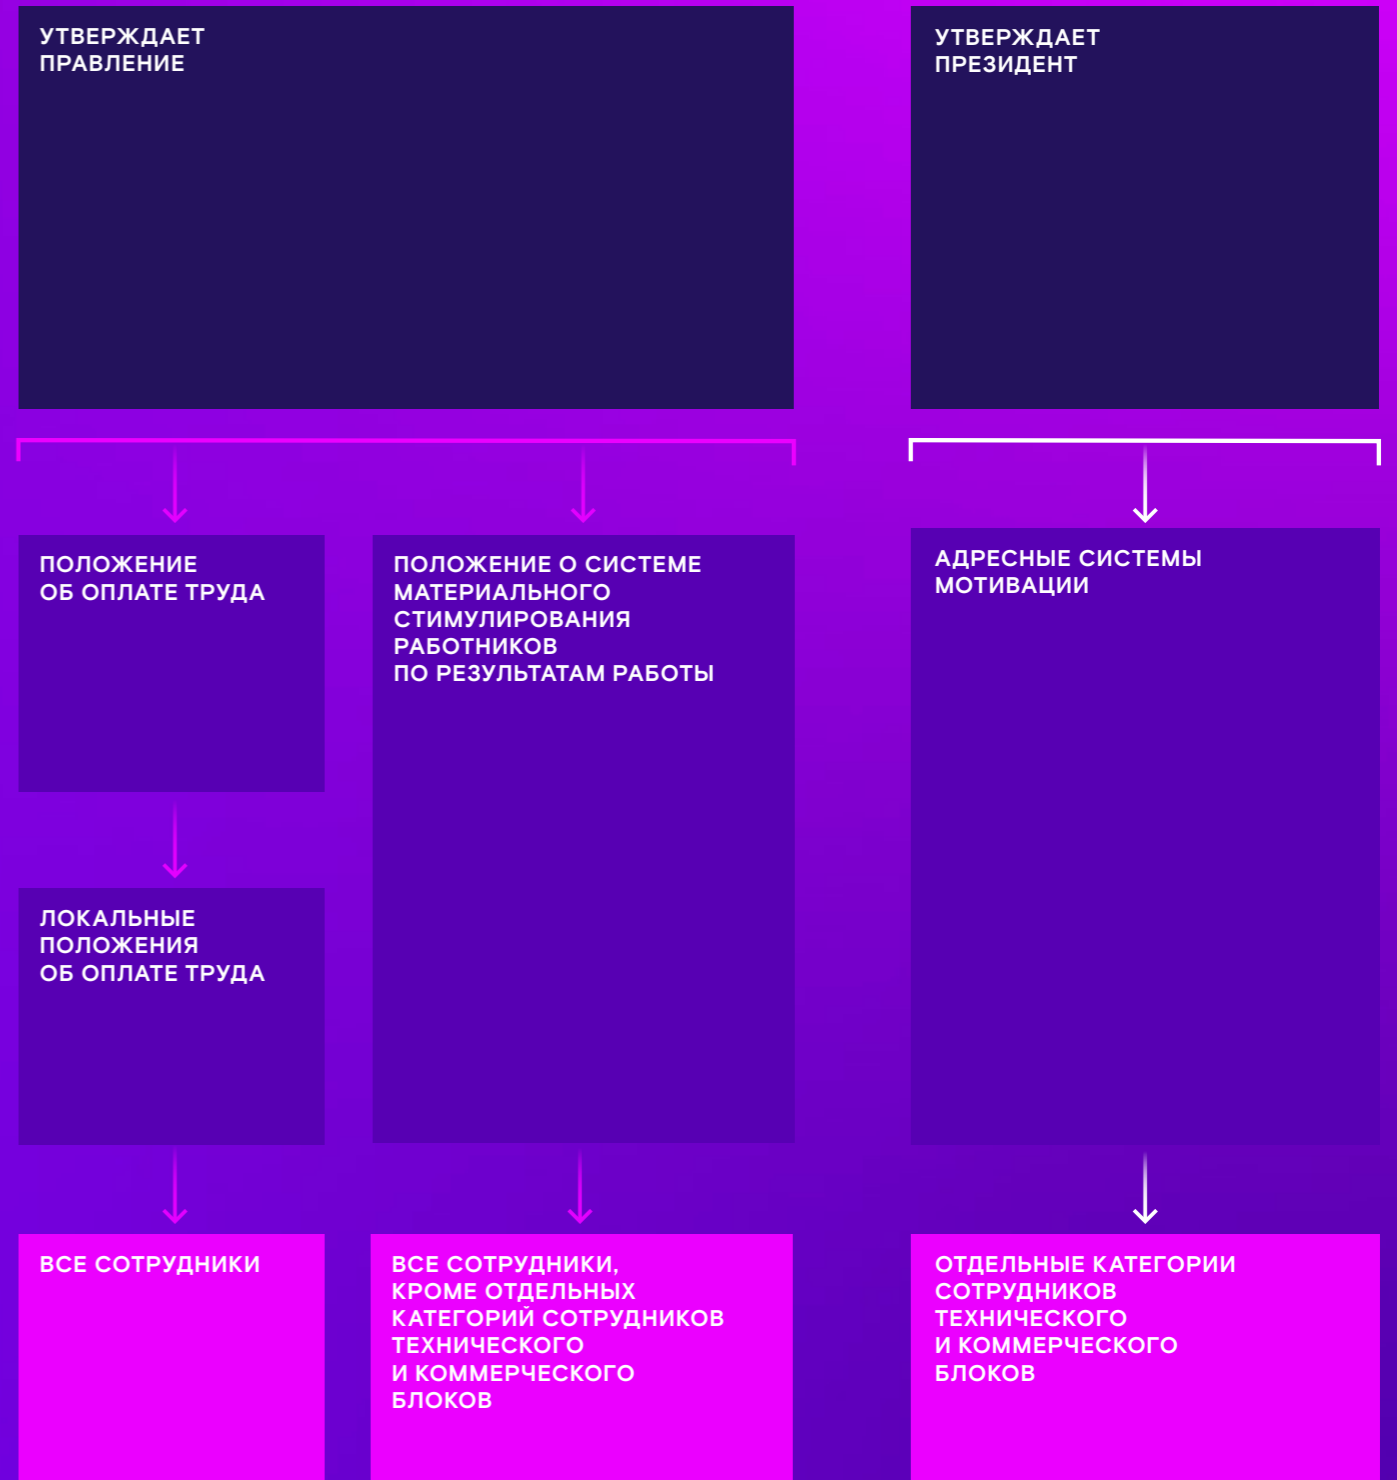 УТВЕРЖДАЕТ
ПРАВЛЕНИЕ
УТВЕРЖДАЕТ
ПРЕЗИДЕНТ
ПОЛОЖЕНИЕ
ОБ ОПЛАТЕ ТРУДА
ПОЛОЖЕНИЕ О СИСТЕМЕ
МАТЕРИАЛЬНОГО
СТИМУЛИРОВАНИЯ
РАБОТНИКОВ
ПО РЕЗУЛЬТАТАМ РАБОТЫ
АДРЕСНЫЕ СИСТЕМЫ
МОТИВАЦИИ
ЛОКАЛЬНЫЕ
ПОЛОЖЕНИЯ
ОБ ОПЛАТЕ ТРУДА
ВСЕ СОТРУДНИКИ
ВСЕ СОТРУДНИКИ,
КРОМЕ ОТДЕЛЬНЫХ
КАТЕГОРИЙ СОТРУДНИКОВ
ТЕХНИЧЕСКОГО
И КОММЕРЧЕСКОГО
БЛОКОВ
ОТДЕЛЬНЫЕ КАТЕГОРИИ
СОТРУДНИКОВ
ТЕХНИЧЕСКОГО
И КОММЕРЧЕСКОГО
БЛОКОВ